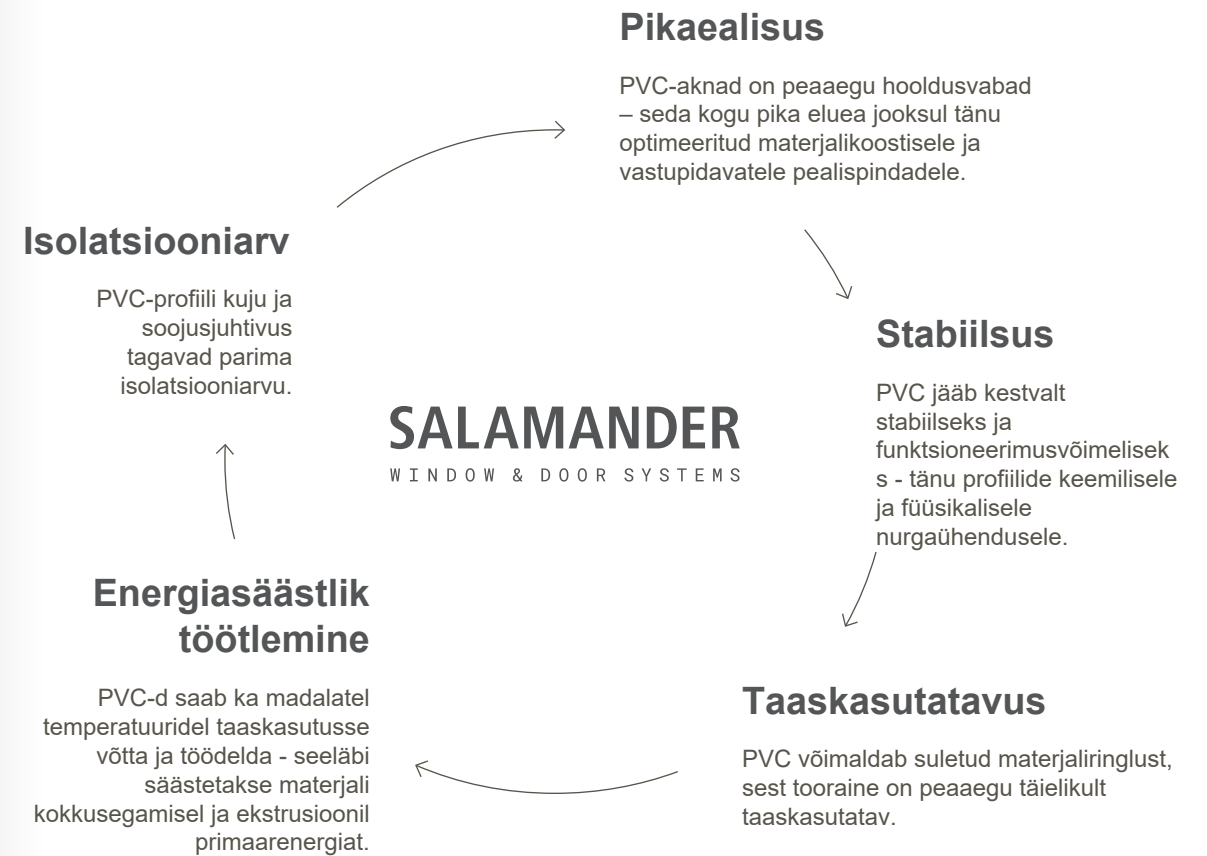 Pikaealisus
PVC-aknad on peaaegu hooldusvabad
– seda kogu pika eluea jooksul tänu
optimeeritud materjalikoostisele ja
vastupidavatele pealispindadele.
Stabiilsus
PVC jääb kestvalt
stabiilseks ja
funktsioneerimusvõimelisek
s - tänu profiilide keemilisele
ja füüsikalisele
nurgaühendusele.
Taaskasutatavus
PVC võimaldab suletud materjaliringlust,
sest tooraine on peaaegu täielikult
taaskasutatav.
Energiasäästlik
töötlemine
PVC-d saab ka madalatel
temperatuuridel taaskasutusse
võtta ja töödelda - seeläbi
säästetakse materjali
kokkusegamisel ja ekstrusioonil
primaarenergiat.
Isolatsiooniarv
PVC-profiili kuju ja
soojusjuhtivus
tagavad parima
isolatsiooniarvu.
SALAMANDER
WINDOW & DOOR SYSTEMS